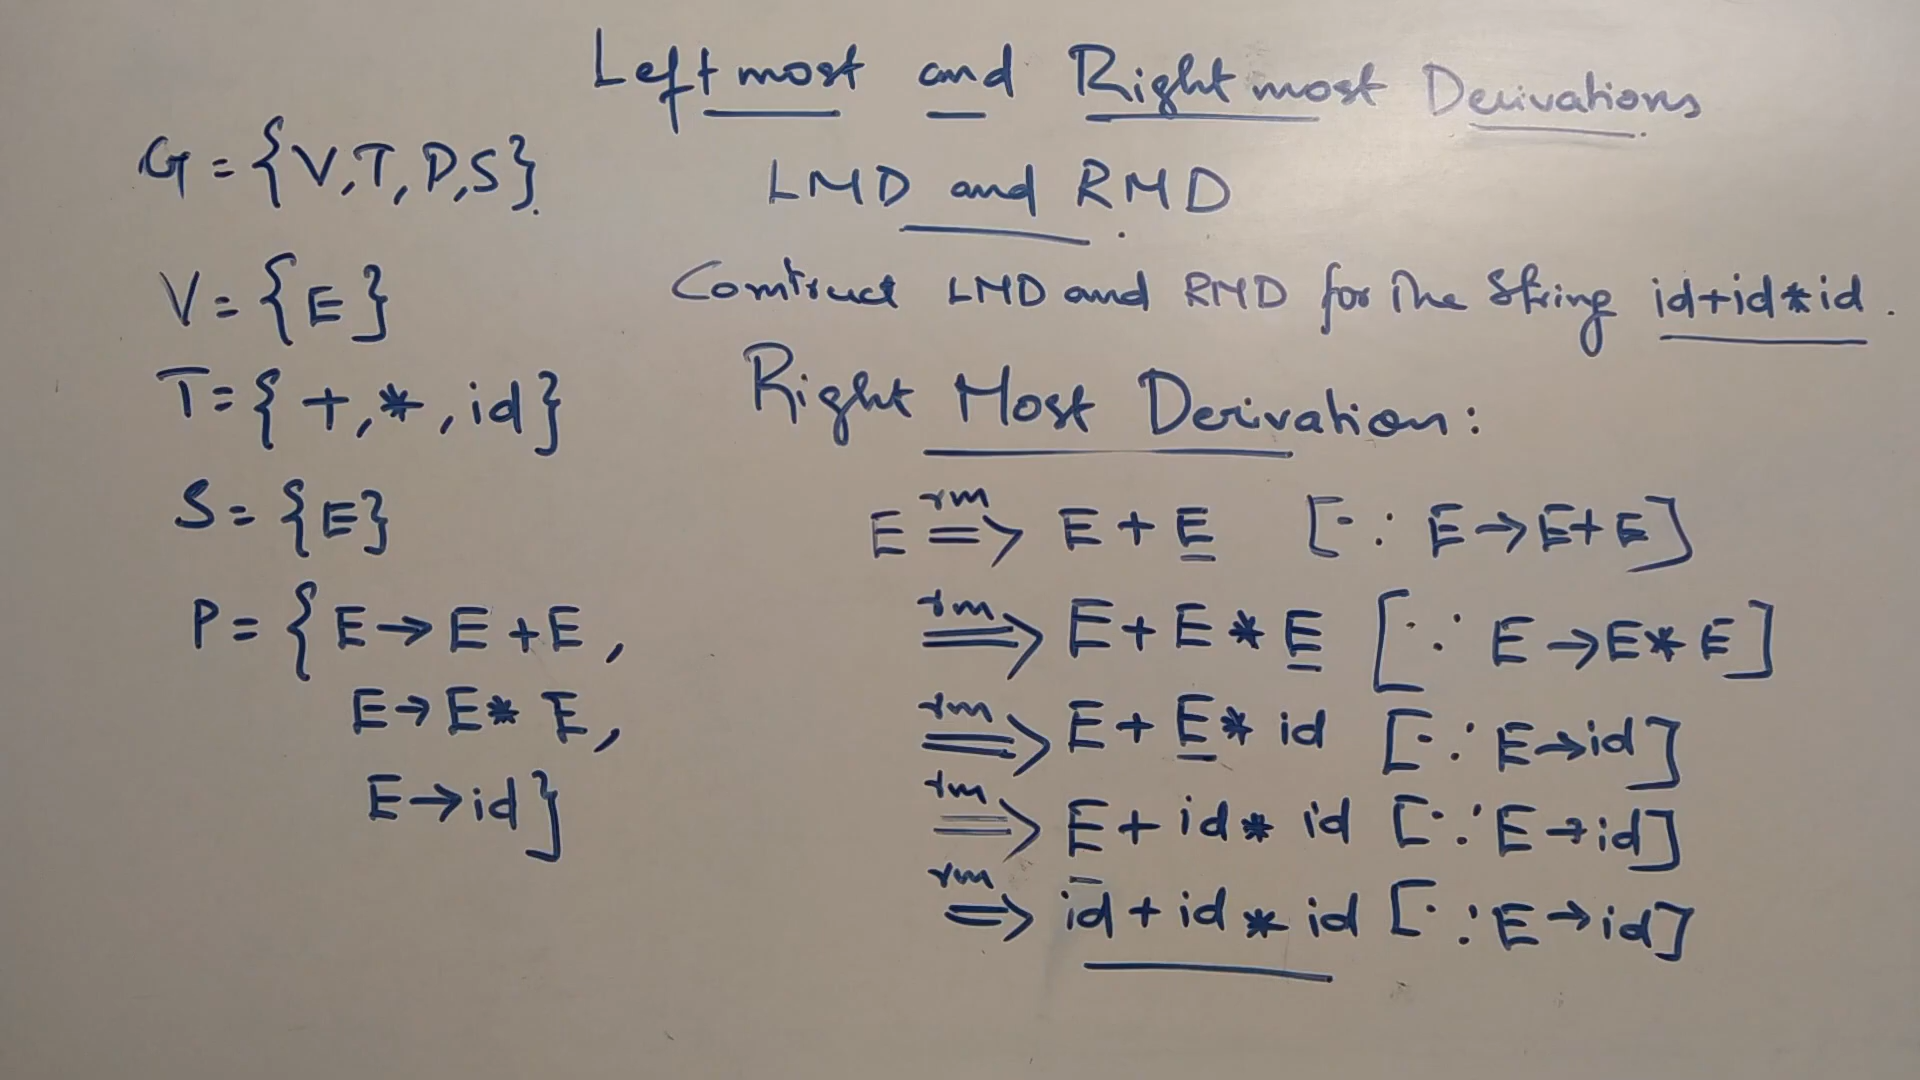 Leftmost and Rightmost Derivations
LMD and RMD
G = {V,T,P,S}.
V = {E}
T = { +,*, id}
S = {E}
P = { E → E + E ,
E → E * E ,
E → id }
Construct LMD and RMD for the string id+id*id.
Right Most Derivation:
E rm⇒ E + E [∵ E → E + E]
rm⇒ E + E * E [∵ E → E * E]
rm⇒ E + E * id [∵ E → id]
rm⇒ E + id * id [∵ E → id]
rm⇒ id + id * id [∵ E → id]